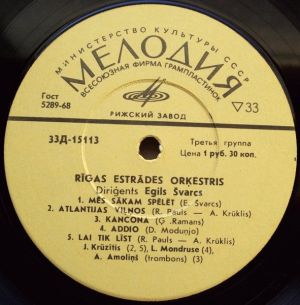 МИНИСТЕРСТВО КУЛЬТУРЫ СССР
МЕЛОДИЯ
ВСЕСОЮЗНАЯ ФИРМА ГРАМПЛАСТИНОК
Гост
5289-68
▽33
РИЖСКИЙ ЗАВОД
33Д-15113
Третья группа
Цена 1 руб. 30 коп.
RĪGAS ESTRĀDES ORĶESTRIS
Diriģents Egils Švarcs
1. MĒS SĀKAM SPĒLĒT (E. Švarcs)
2. ATLANTIJAS VIĻŅOS (R. Pauls — A. Krūklis)
3. KANCONA (Ģ. Ramans)
4. ADDIO (D. Modunjo)
5. LAI TIK LĪST (R. Pauls — A. Krūklis)
I. Krūzītis (2, 5), L. Mondruse (4),
A. Amoliņš (trombons) (3)